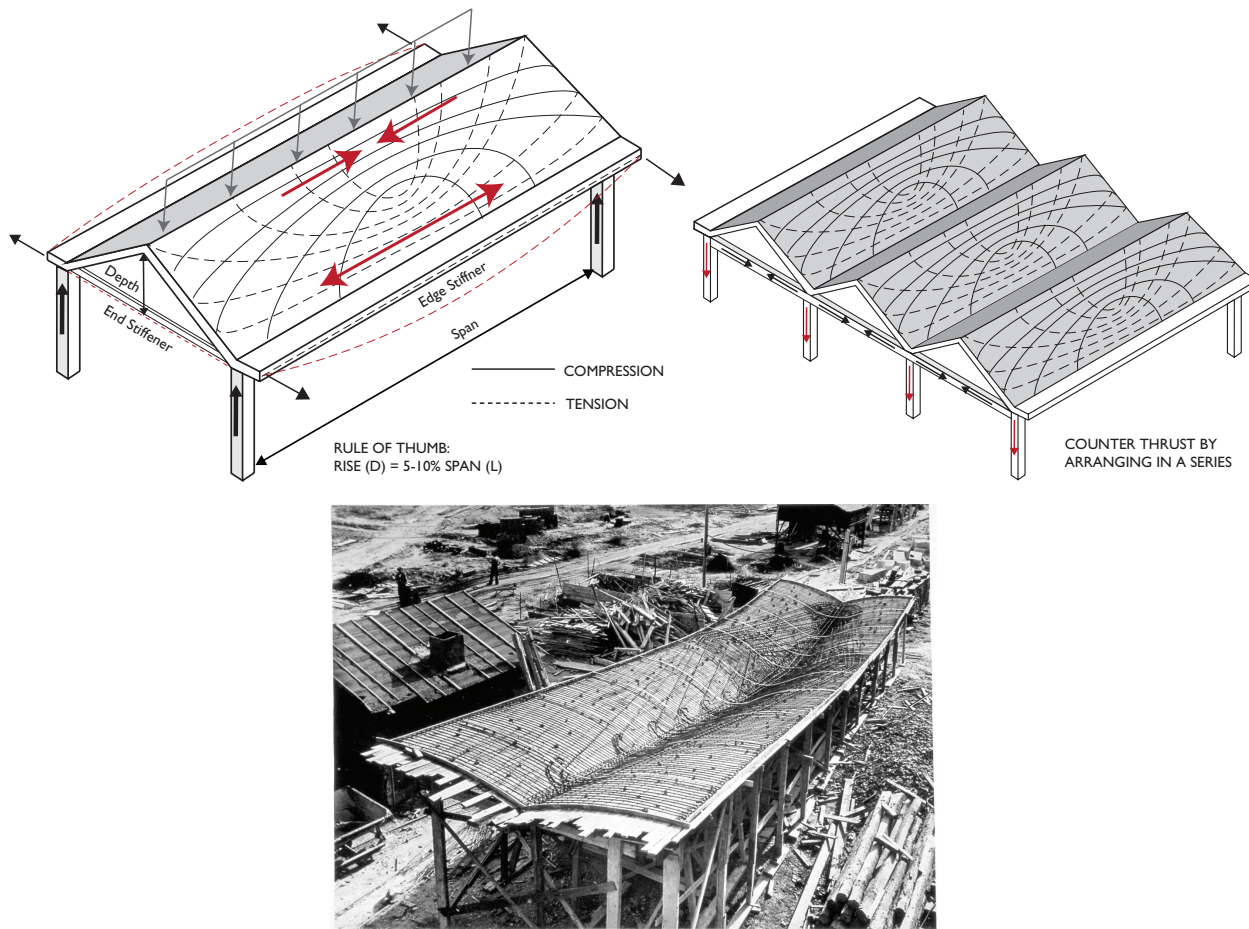 Depth
End Stiffener
Edge Stiffner
Span
COMPRESSION
TENSION
RULE OF THUMB:
RISE (D) = 5-10% SPAN (L)
COUNTER THRUST BY
ARRANGING IN A SERIES